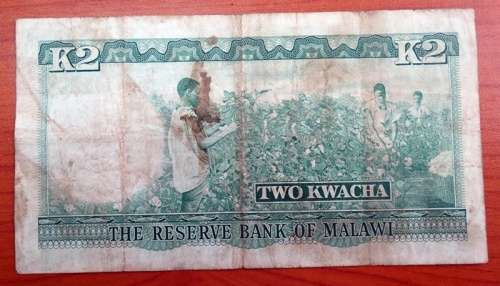 K2 K2
TWO KWACHA
THE RESERVE BANK OF MALAWI